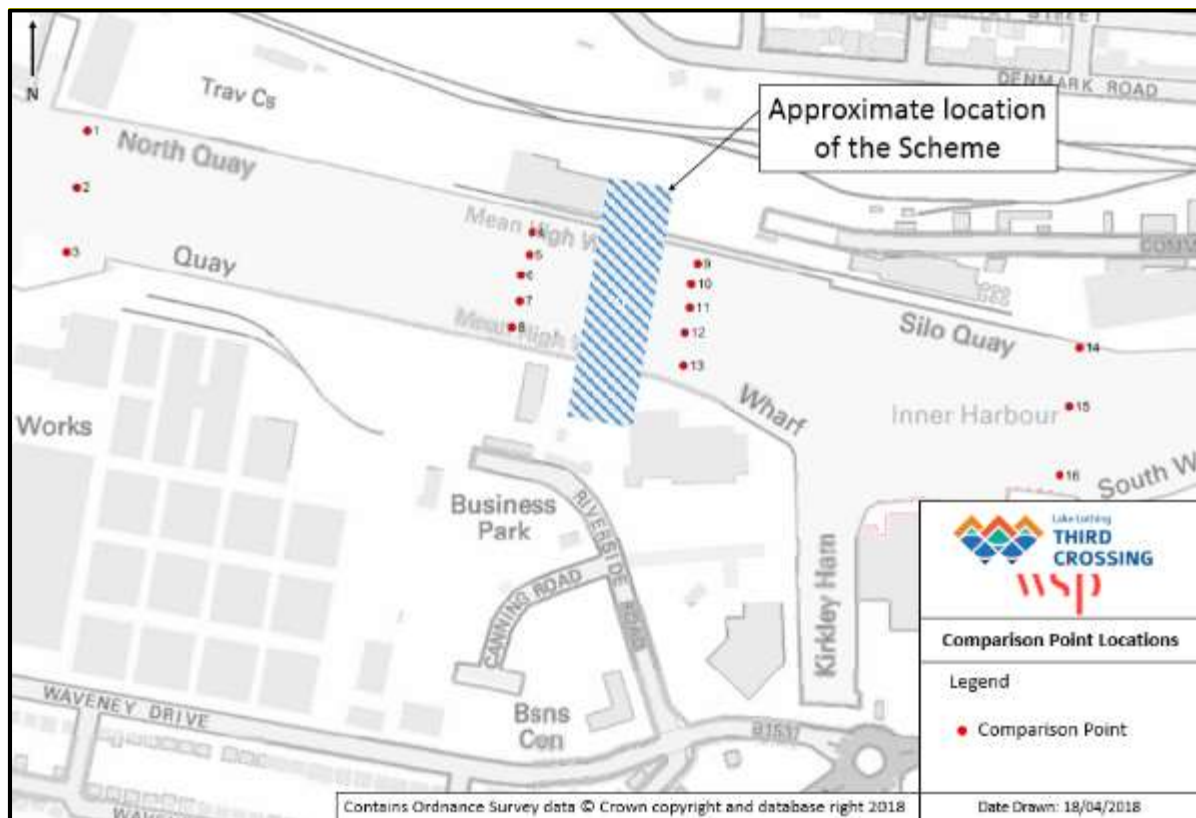 DENMARK ROAD
Trav Cs
N
Approximate location
of the Scheme
1
North Quay
2
Mean High W
5
3
Quay
9
6
10
7
11
Silo Quay
8
Mean High W
12
14
13
Wharf
15
Inner Harbour
Works
16
South W
Business
Park
RIVERSIDE ROAD
CANNING ROAD
Kirkley Ham
Lake Lothing
THIRD
CROSSING
wsp
Comparison Point Locations
Legend
Comparison Point
WAVENEY DRIVE
Bsns
Cen
B1531
Contains Ordnance Survey data © Crown copyright and database right 2018
Date Drawn: 18/04/2018